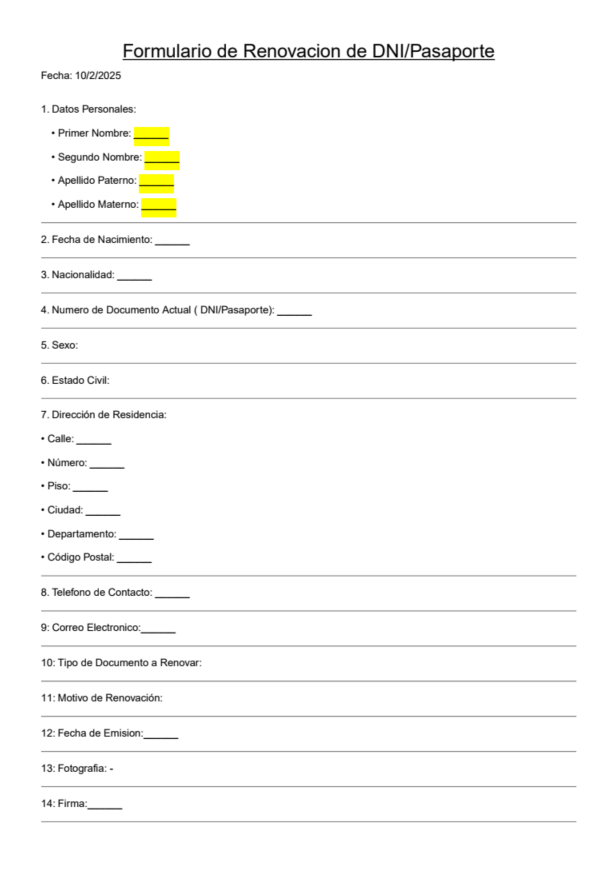 Formulario de Renovacion de DNI/Pasaporte
Fecha: 10/2/2025
1. Datos Personales:
• Primer Nombre: ______
• Segundo Nombre: ______
• Apellido Paterno: ______
• Apellido Materno: ______
2. Fecha de Nacimiento: ______
3. Nacionalidad: ______
4. Numero de Documento Actual ( DNI/Pasaporte): ______
5. Sexo:
6. Estado Civil:
7. Dirección de Residencia:
• Calle: ______
• Número: ______
• Piso: ______
• Ciudad: ______
• Departamento: ______
• Código Postal: ______
8. Telefono de Contacto: ______
9: Correo Electronico:______
10: Tipo de Documento a Renovar:
11: Motivo de Renovación:
12: Fecha de Emision:______
13: Fotografia: -
14: Firma:______